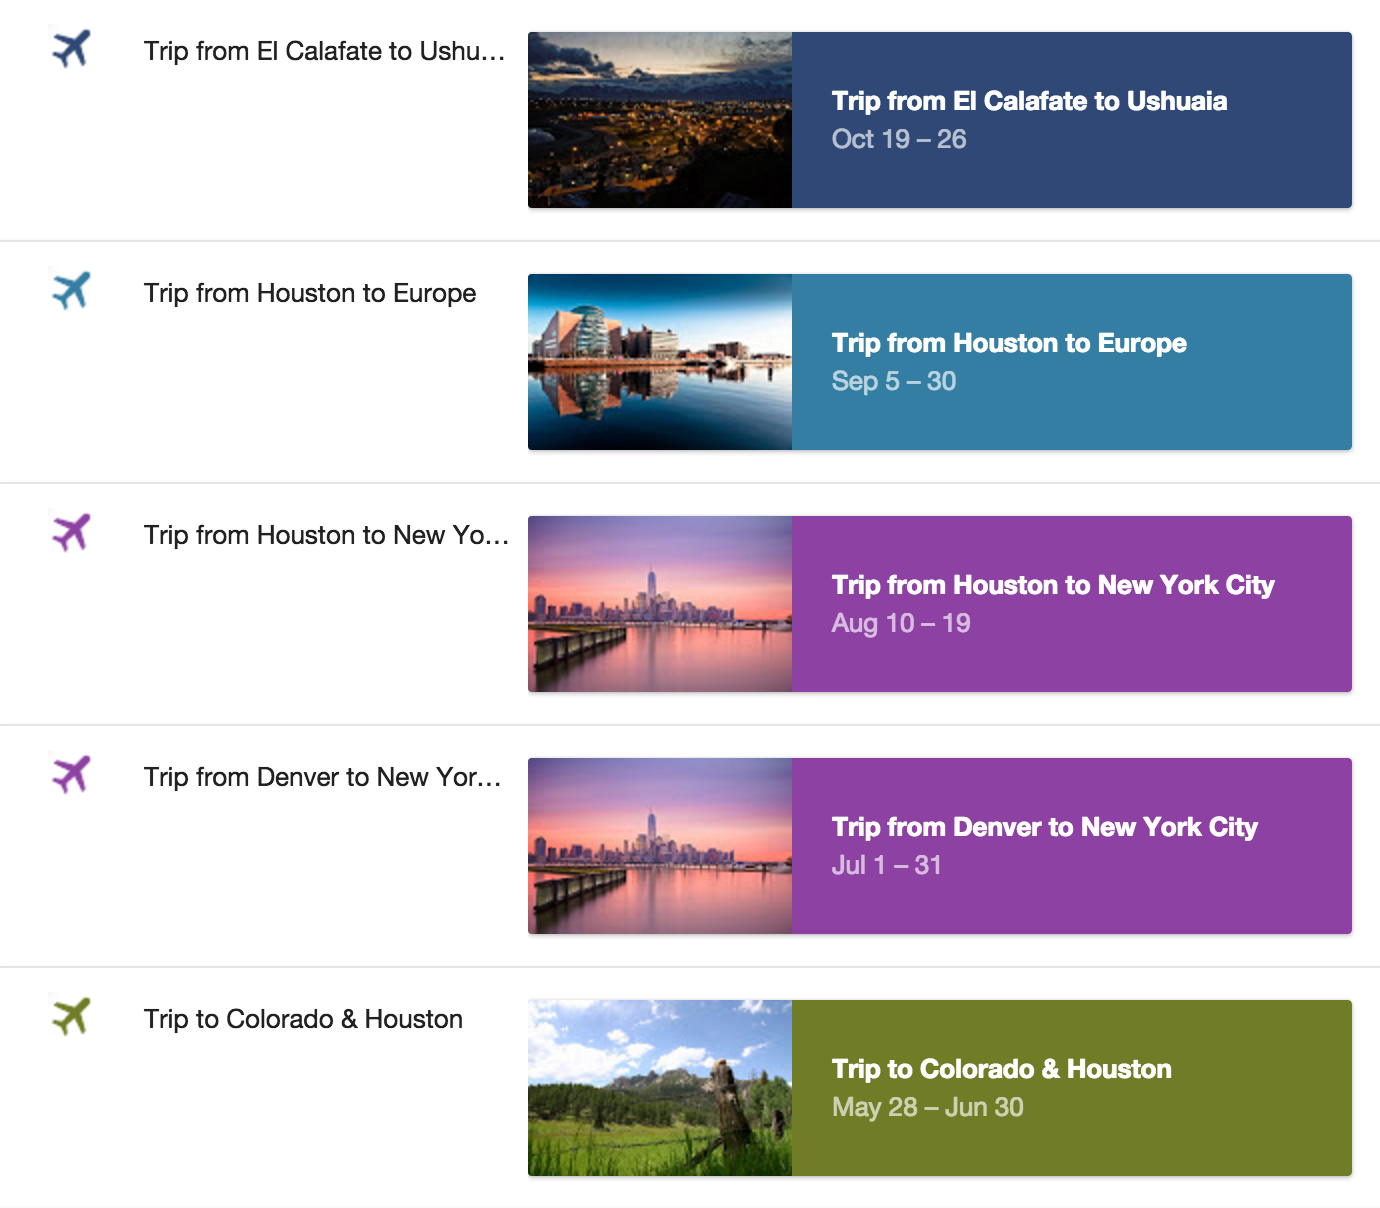 Trip from El Calafate to Ushu...
Trip from El Calafate to Ushuaia
Oct 19 – 26
Trip from Houston to Europe
Trip from Houston to Europe
Sep 5 – 30
Trip from Houston to New Yo...
Trip from Houston to New York City
Aug 10 – 19
Trip from Denver to New Yor...
Trip from Denver to New York City
Jul 1 – 31
Trip to Colorado & Houston
Trip to Colorado & Houston
May 28 – Jun 30